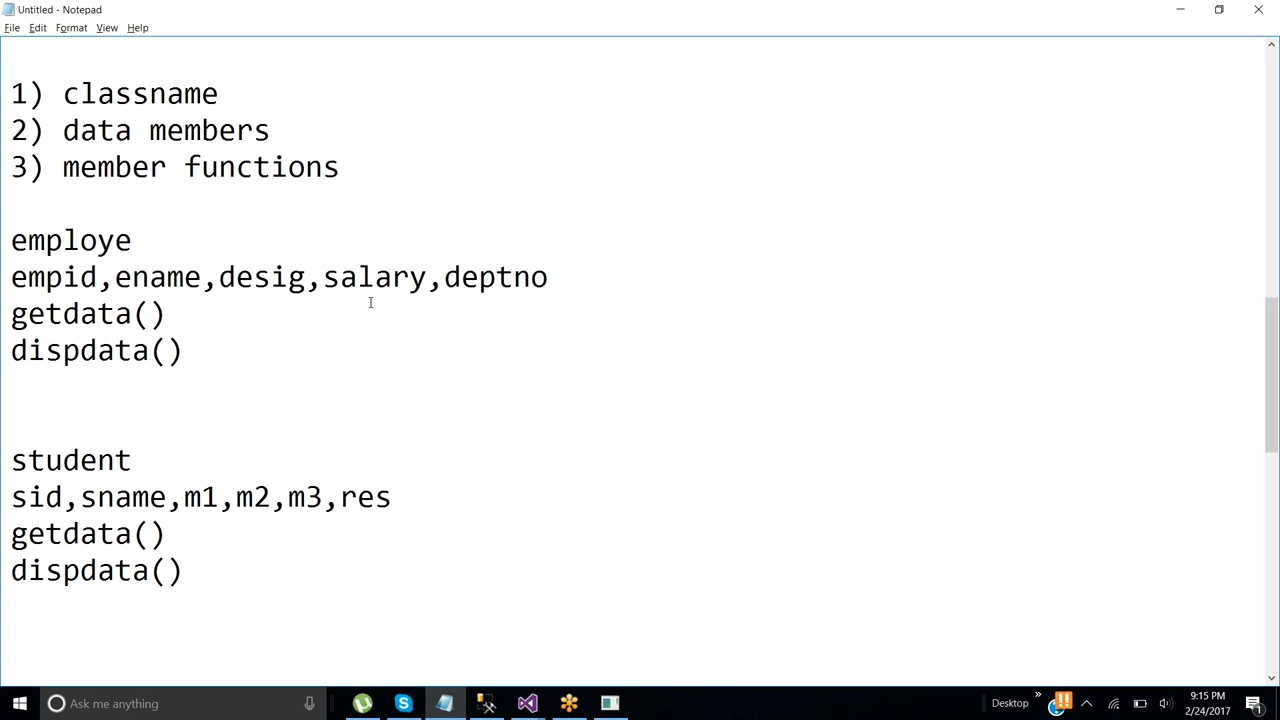 Untitled - Notepad
File Edit Format View Help
1) classname
2) data members
3) member functions
employe
empid,ename,desig,salary,deptno
getdata()
dispdata()
student
sid,sname,m1,m2,m3,res
getdata()
dispdata()
Ask me anything
Desktop
9:15 PM
2/24/2017
1